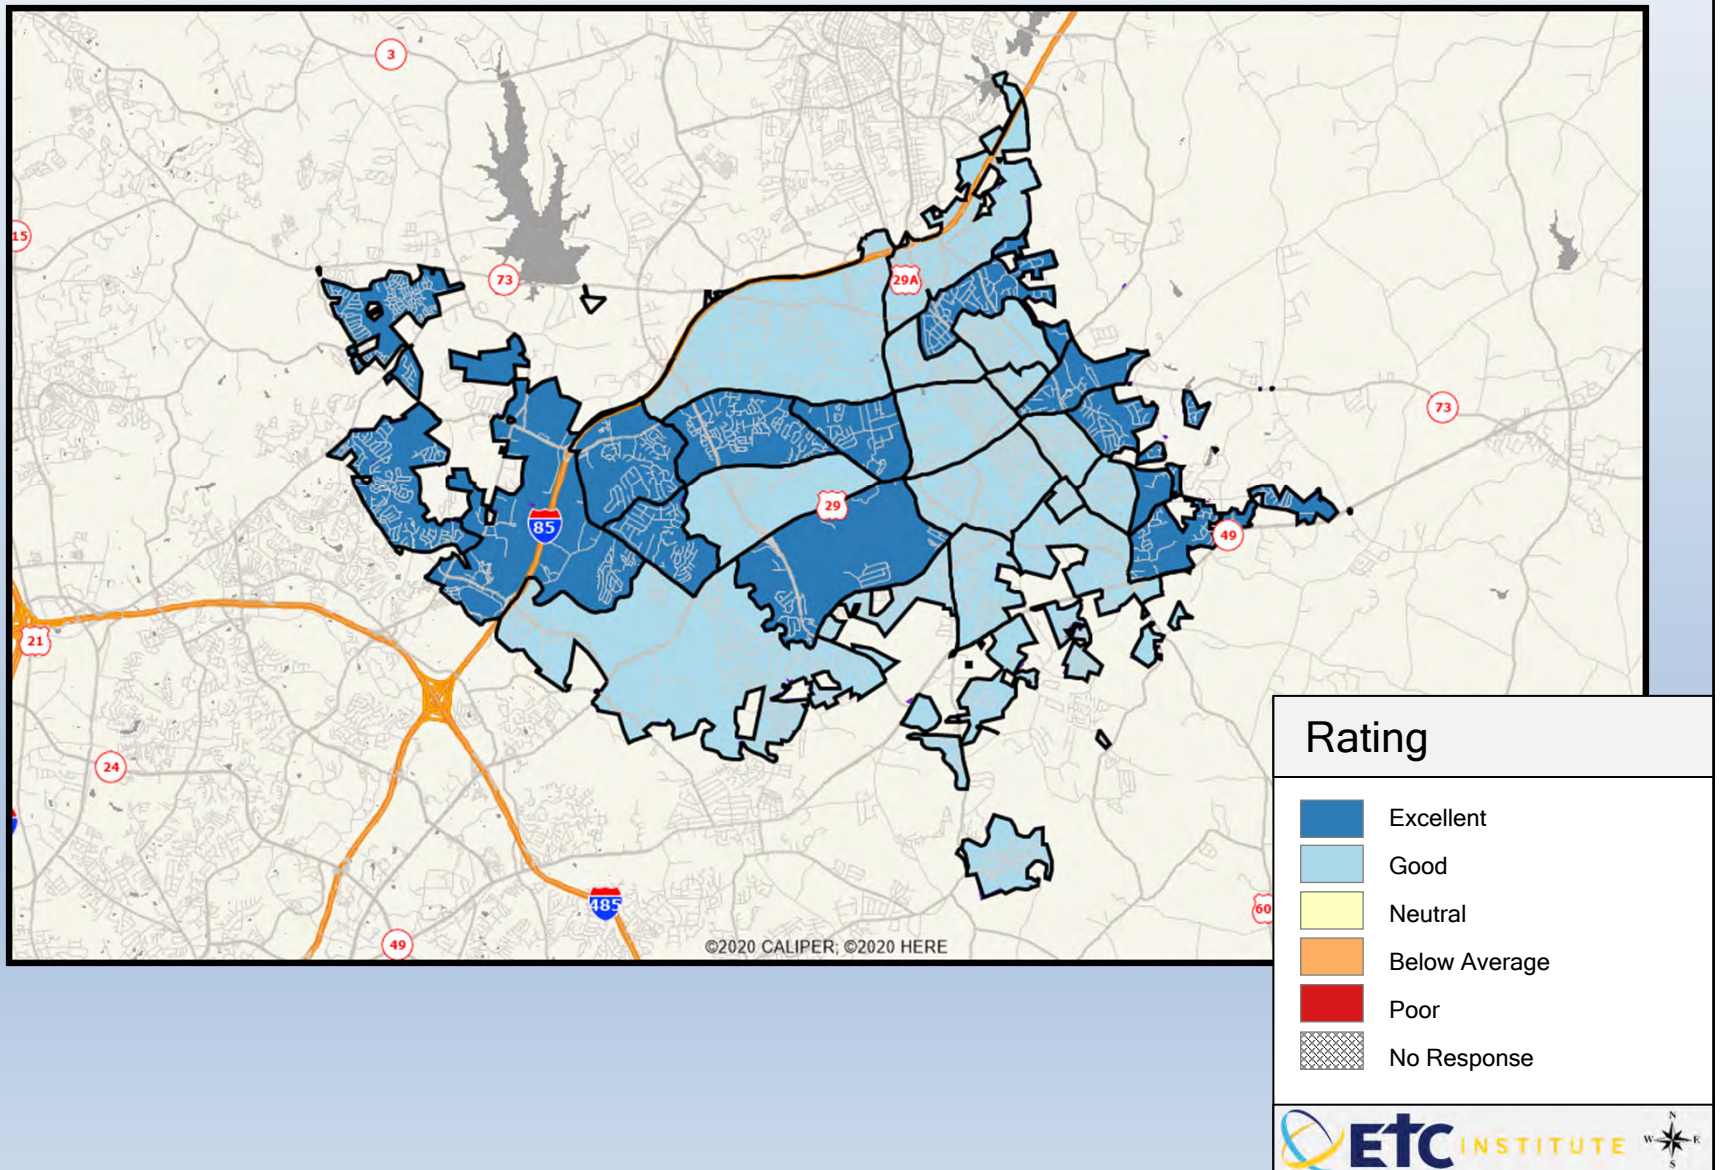 3
15
73
29A
73
29
85
49
21
24
485
49
60
©2020 CALIPER; ©2020 HERE
Rating
Excellent
Good
Neutral
Below Average
Poor
No Response
ETC INSTITUTE
N
W E
S